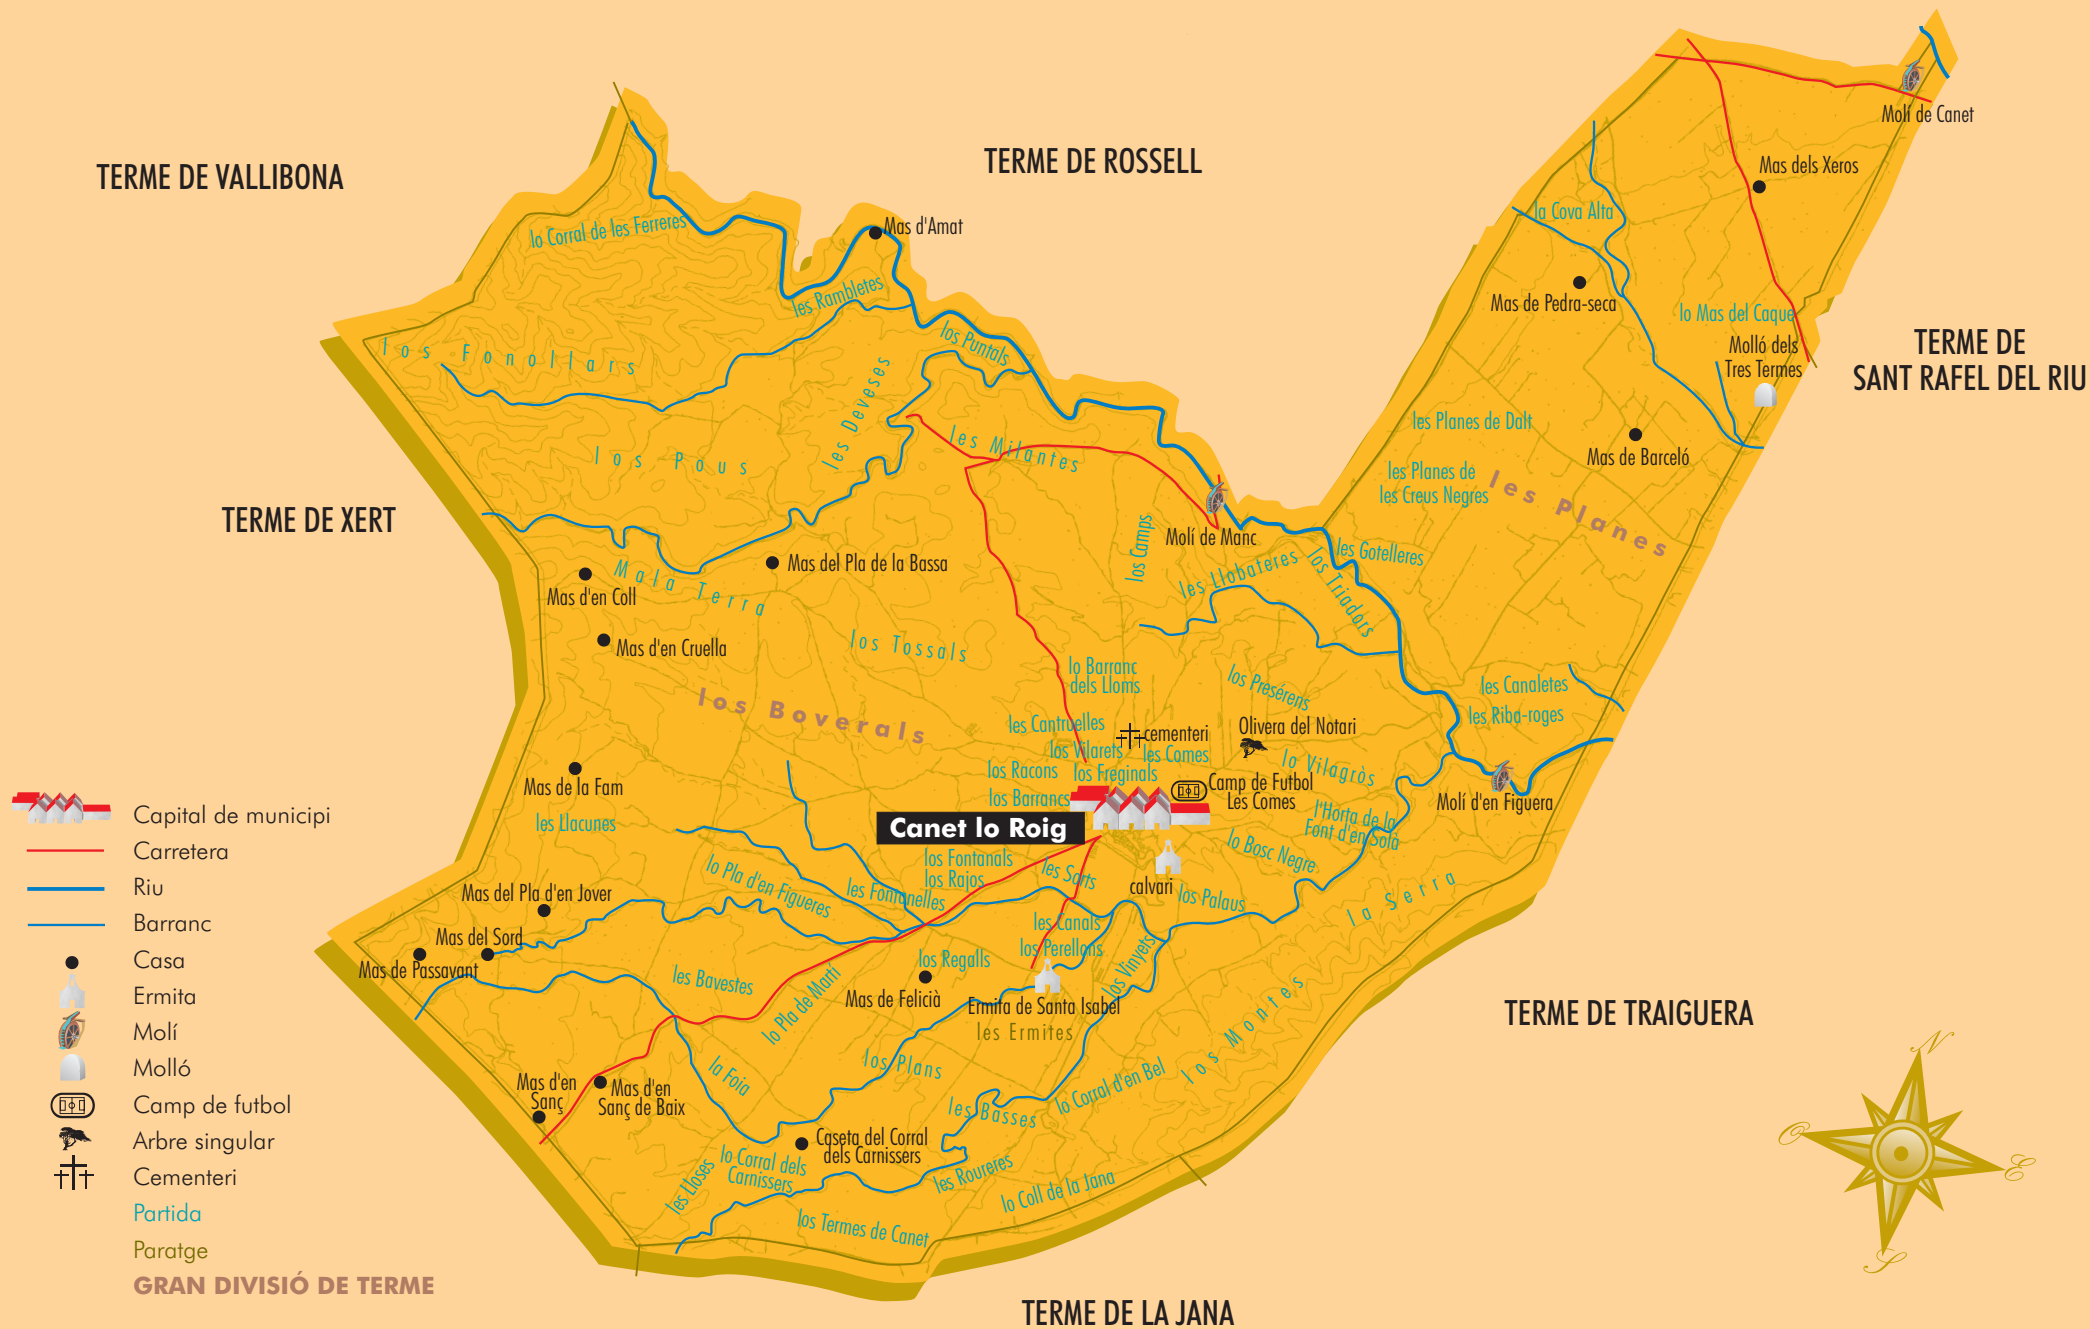 TERME DE VALLIBONA
TERME DE ROSSELL
TERME DE
SANT RAFEL DEL RIU
TERME DE XERT
TERME DE TRAIGUERA
TERME DE LA JANA
Molí de Canet
Mas dels Xeros
la Cova Alta
Mas de Pedra-seca
lo Mas del Caque
Molló dels
Tres Termes
les Planes de Dalt
Mas de Barceló
les Planes de
les Creus Negres
les Planes
lo Corral de les Ferreres
Mas d'Amat
les Rambletes
los Puntals
los Fonollars
les Deveses
los Pous
les Milantes
Molí de Manc
los Camps
les Llobateres
los Triadors
les Gotelleres
Mas del Pla de la Bassa
Mas d'en Coll
Mala Terra
Mas d'en Cruella
los Tossals
lo Barranc
dels Lloms
los Presérens
les Canaletes
les Riba-roges
los Boverals
les Cantruelles
cementeri
Olivera del Notari
los Vilarets
les Comes
los Racons
los Freginals
la Vilagròs
Camp de Futbol
Les Comes
los Barrancs
Molí d'en Figuera
l'Horta de la
Font d'en Solà
Mas de la Fam
les Llacunes
Canet lo Roig
lo Bosc Negre
los Fontanals
los Rajos
les Sorts
calvari
los Palaus
la Serra
lo Pla d'en Figueres
les Fontanelles
Mas del Pla d'en Jover
Mas del Sord
Mas de Passavant
les Canals
los Perellons
los Vinyets
los Regalls
les Bavestes
lo Pla de Martí
Mas de Felicià
Ermita de Santa Isabel
les Ermites
los Montes
los Plans
la Foia
Mas d'en
Sanç
Mas d'en
Sanç de Baix
lo Corral d'en Bel
les Basses
Caseta del Corral
dels Carnissers
lo Corral dels
Carnissers
les Lloses
les Roureres
lo Coll de la Jana
los Termes de Canet
Capital de municipi
Carretera
Riu
Barranc
Casa
Ermita
Molí
Molló
Camp de futbol
Arbre singular
Cementeri
Partida
Paratge
GRAN DIVISIÓ DE TERME
N
O
E
S